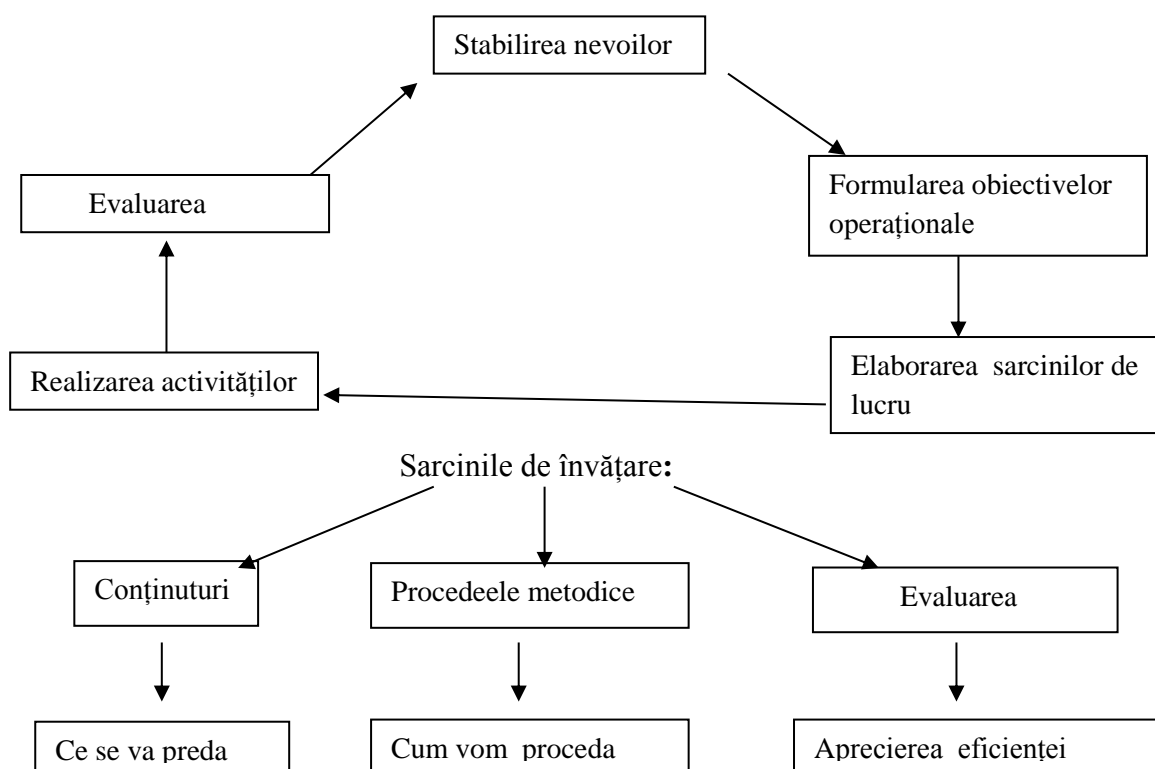 Stabilirea nevoilor
Evaluarea
Formularea obiectivelor
operaționale
Realizarea activităților
Elaborarea sarcinilor de
lucru
Sarcinile de învățare:
Conținuturi
Procedeele metodice
Evaluarea
Ce se va preda
Cum vom proceda
Aprecierea eficienței